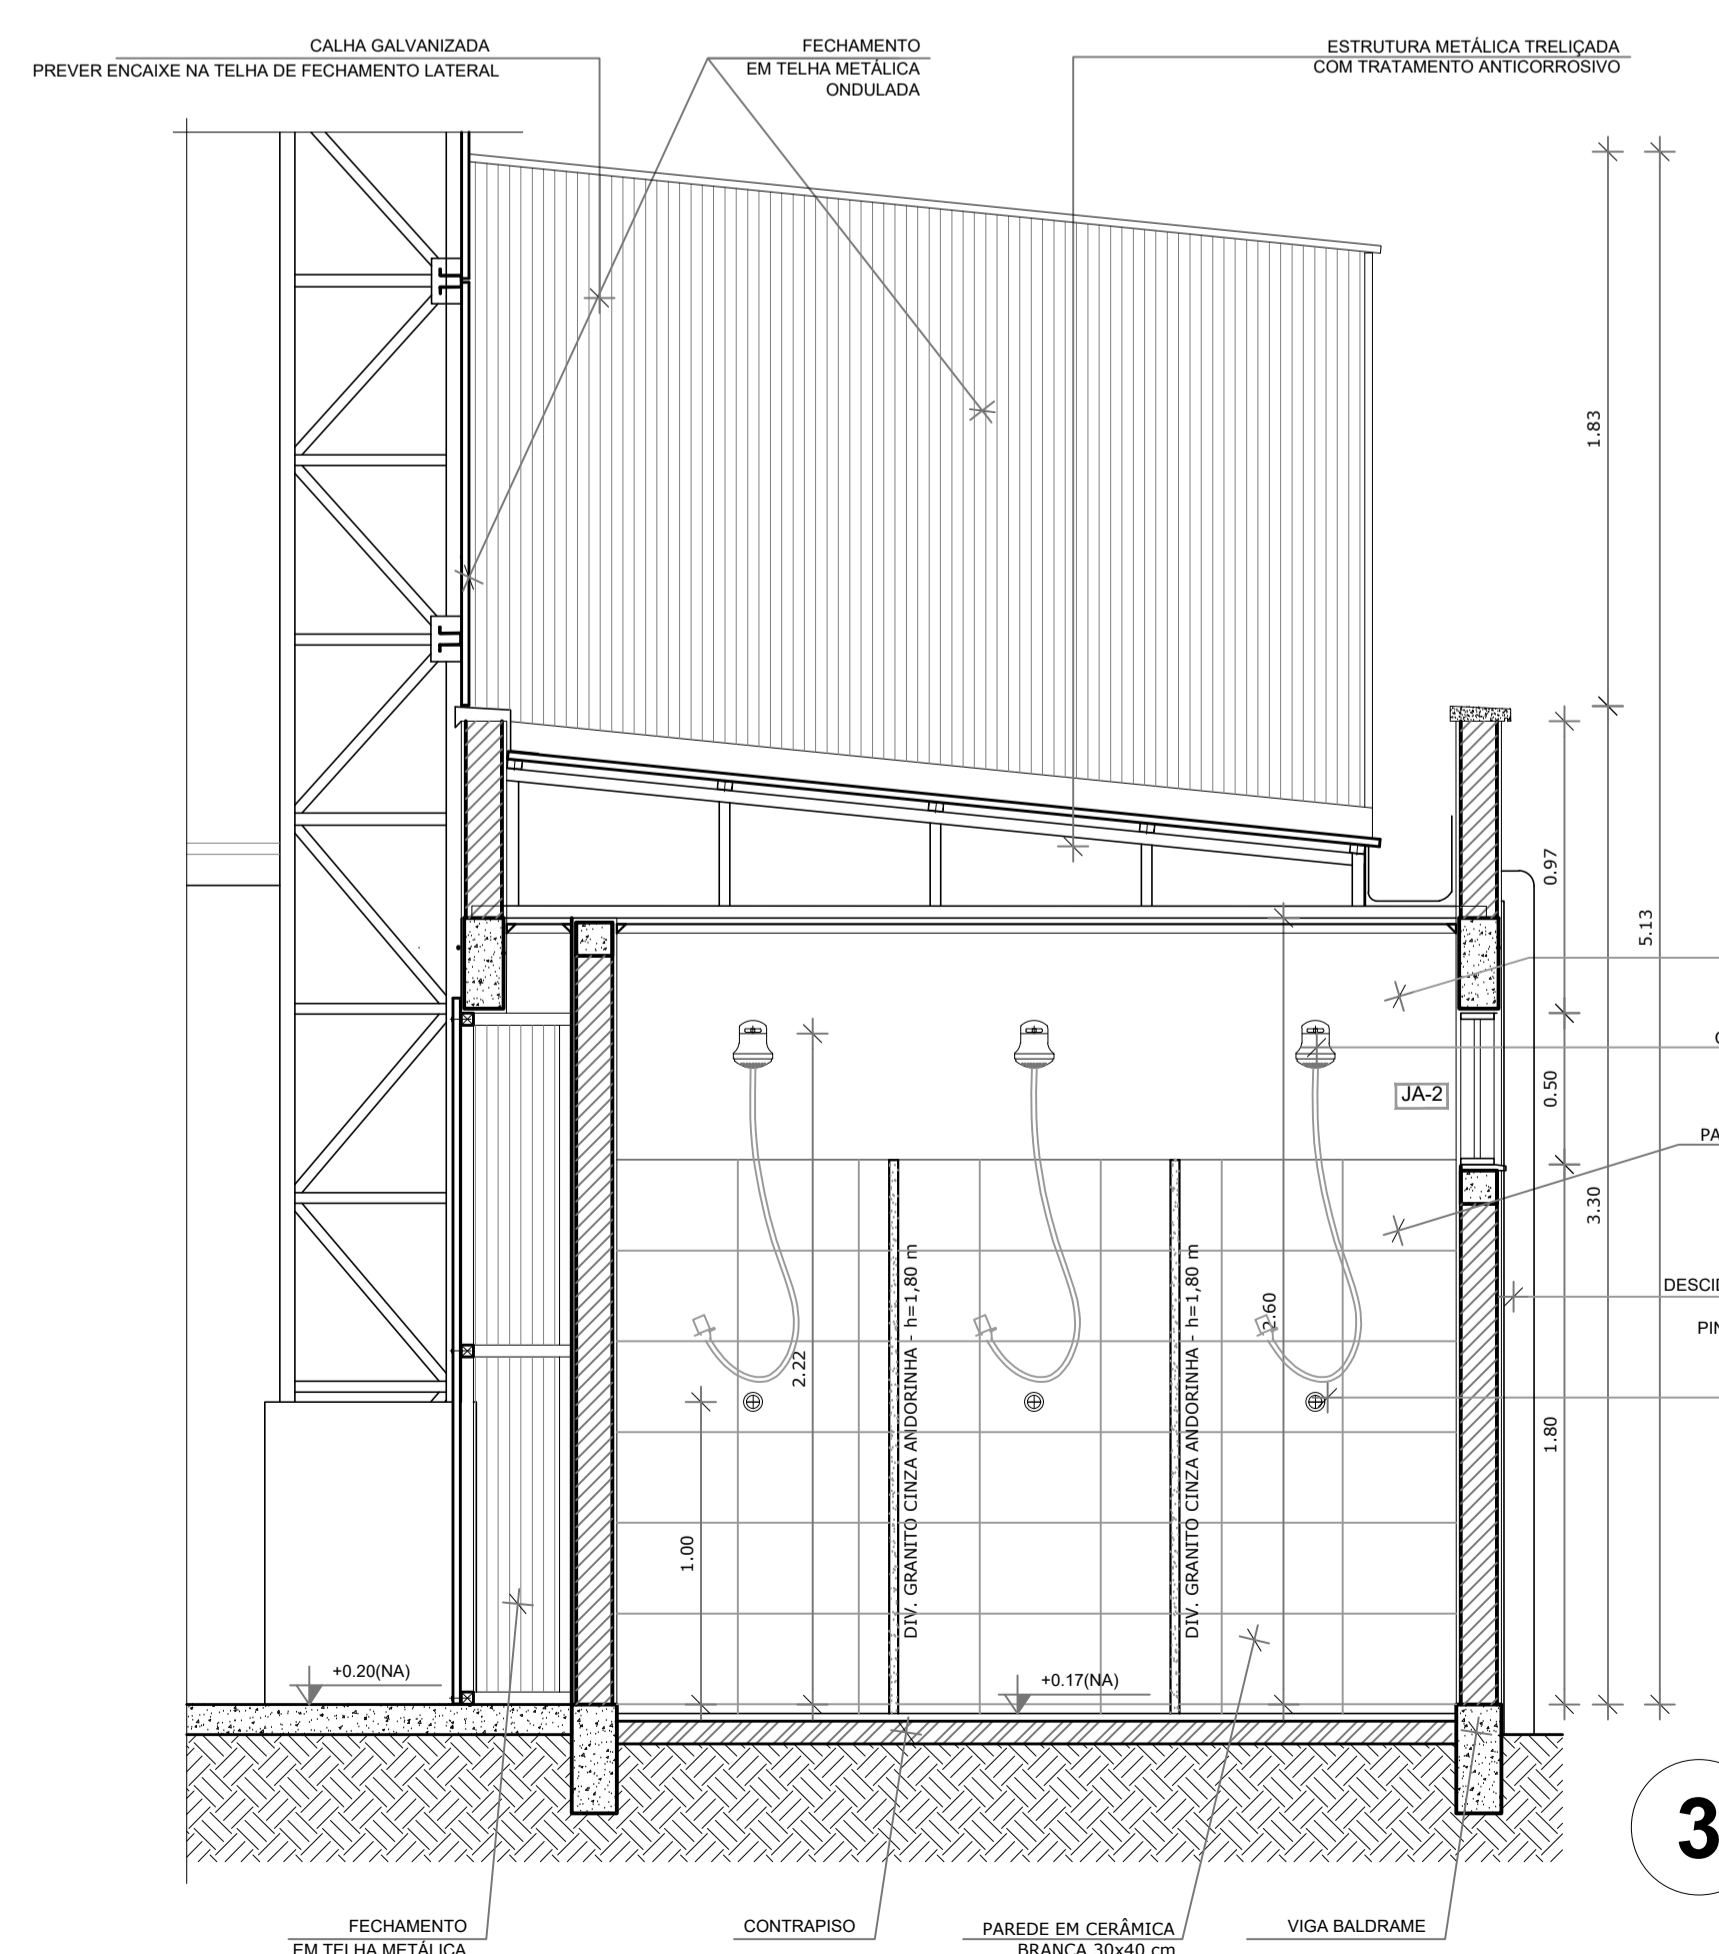 CALHA GALVANIZADA
PREVER ENCAIXE NA TELHA DE FECHAMENTO LATERAL
FECHAMENTO
EM TELHA METÁLICA
ONDULADA
ESTRUTURA METÁLICA TRELIÇADA
COM TRATAMENTO ANTICORROSIVO
1.83
0.97
5.13
0.50
JA-2
PA
3.30
DESCID
PIN
2.60
2.22
1.80
1.00
DIV. GRANITO CINZA ANDORINHA - h=1,80 m
DIV. GRANITO CINZA ANDORINHA - h=1,80 m
+0.20(NA)
+0.17(NA)
3
FECHAMENTO
EM TELHA METÁLICA
CONTRAPISO
PAREDE EM CERÂMICA
BRANCA 30x40 cm
VIGA BALDRAME